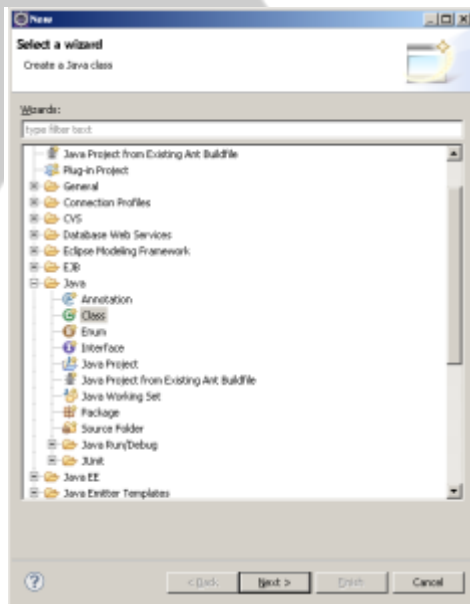 New
Select a wizard
Create a Java class
Wizards:
type filter text
Java Project from Existing Ant Buildfile
Plug-in Project
General
Connection Profiles
CVS
Database Web Services
Eclipse Modeling Framework
EJB
Java
Annotation
Class
Enum
Interface
Java Project
Java Project from Existing Ant Buildfile
Java Working Set
Package
Source Folder
Java Run/Debug
JUnit
Java EE
Java Emitter Templates
< Back Next > Finish Cancel